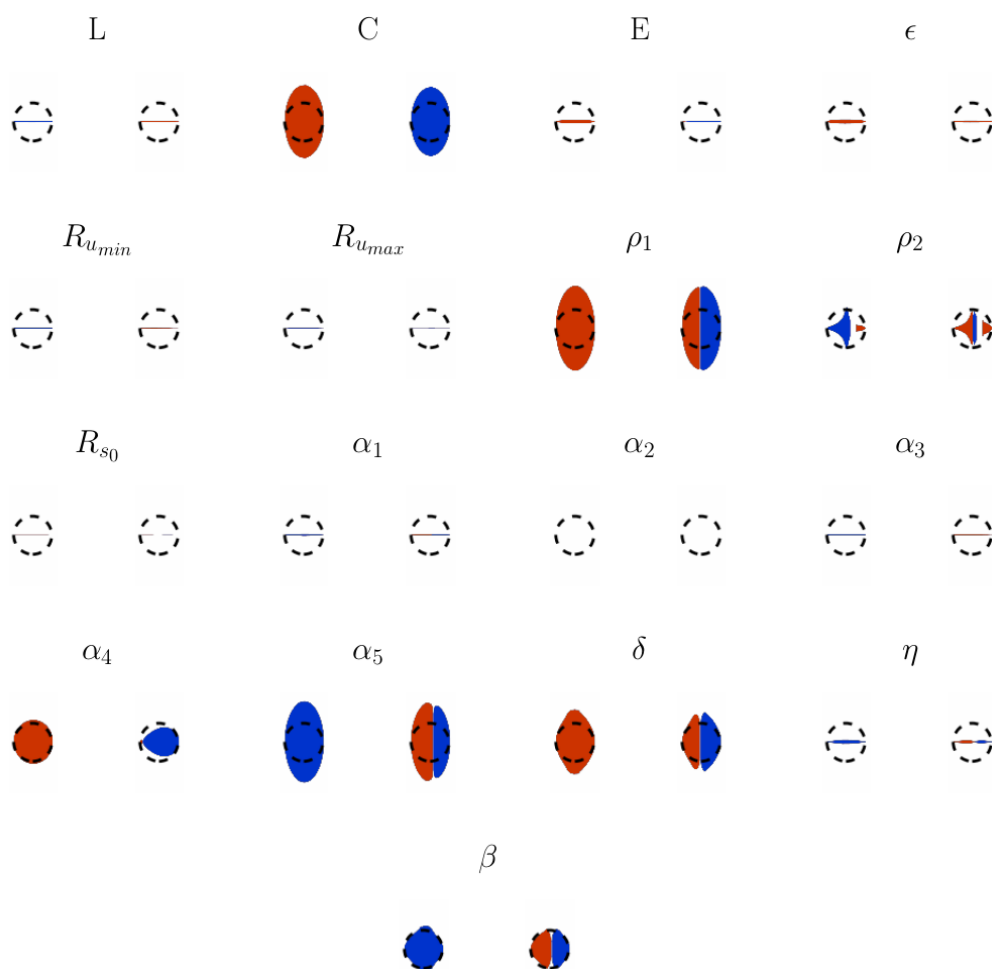 L C E ϵ
R_{u_{min}} R_{u_{max}} ρ₁ ρ₂
R_{s_0} α₁ α₂ α₃
α₄ α₅ δ η
β